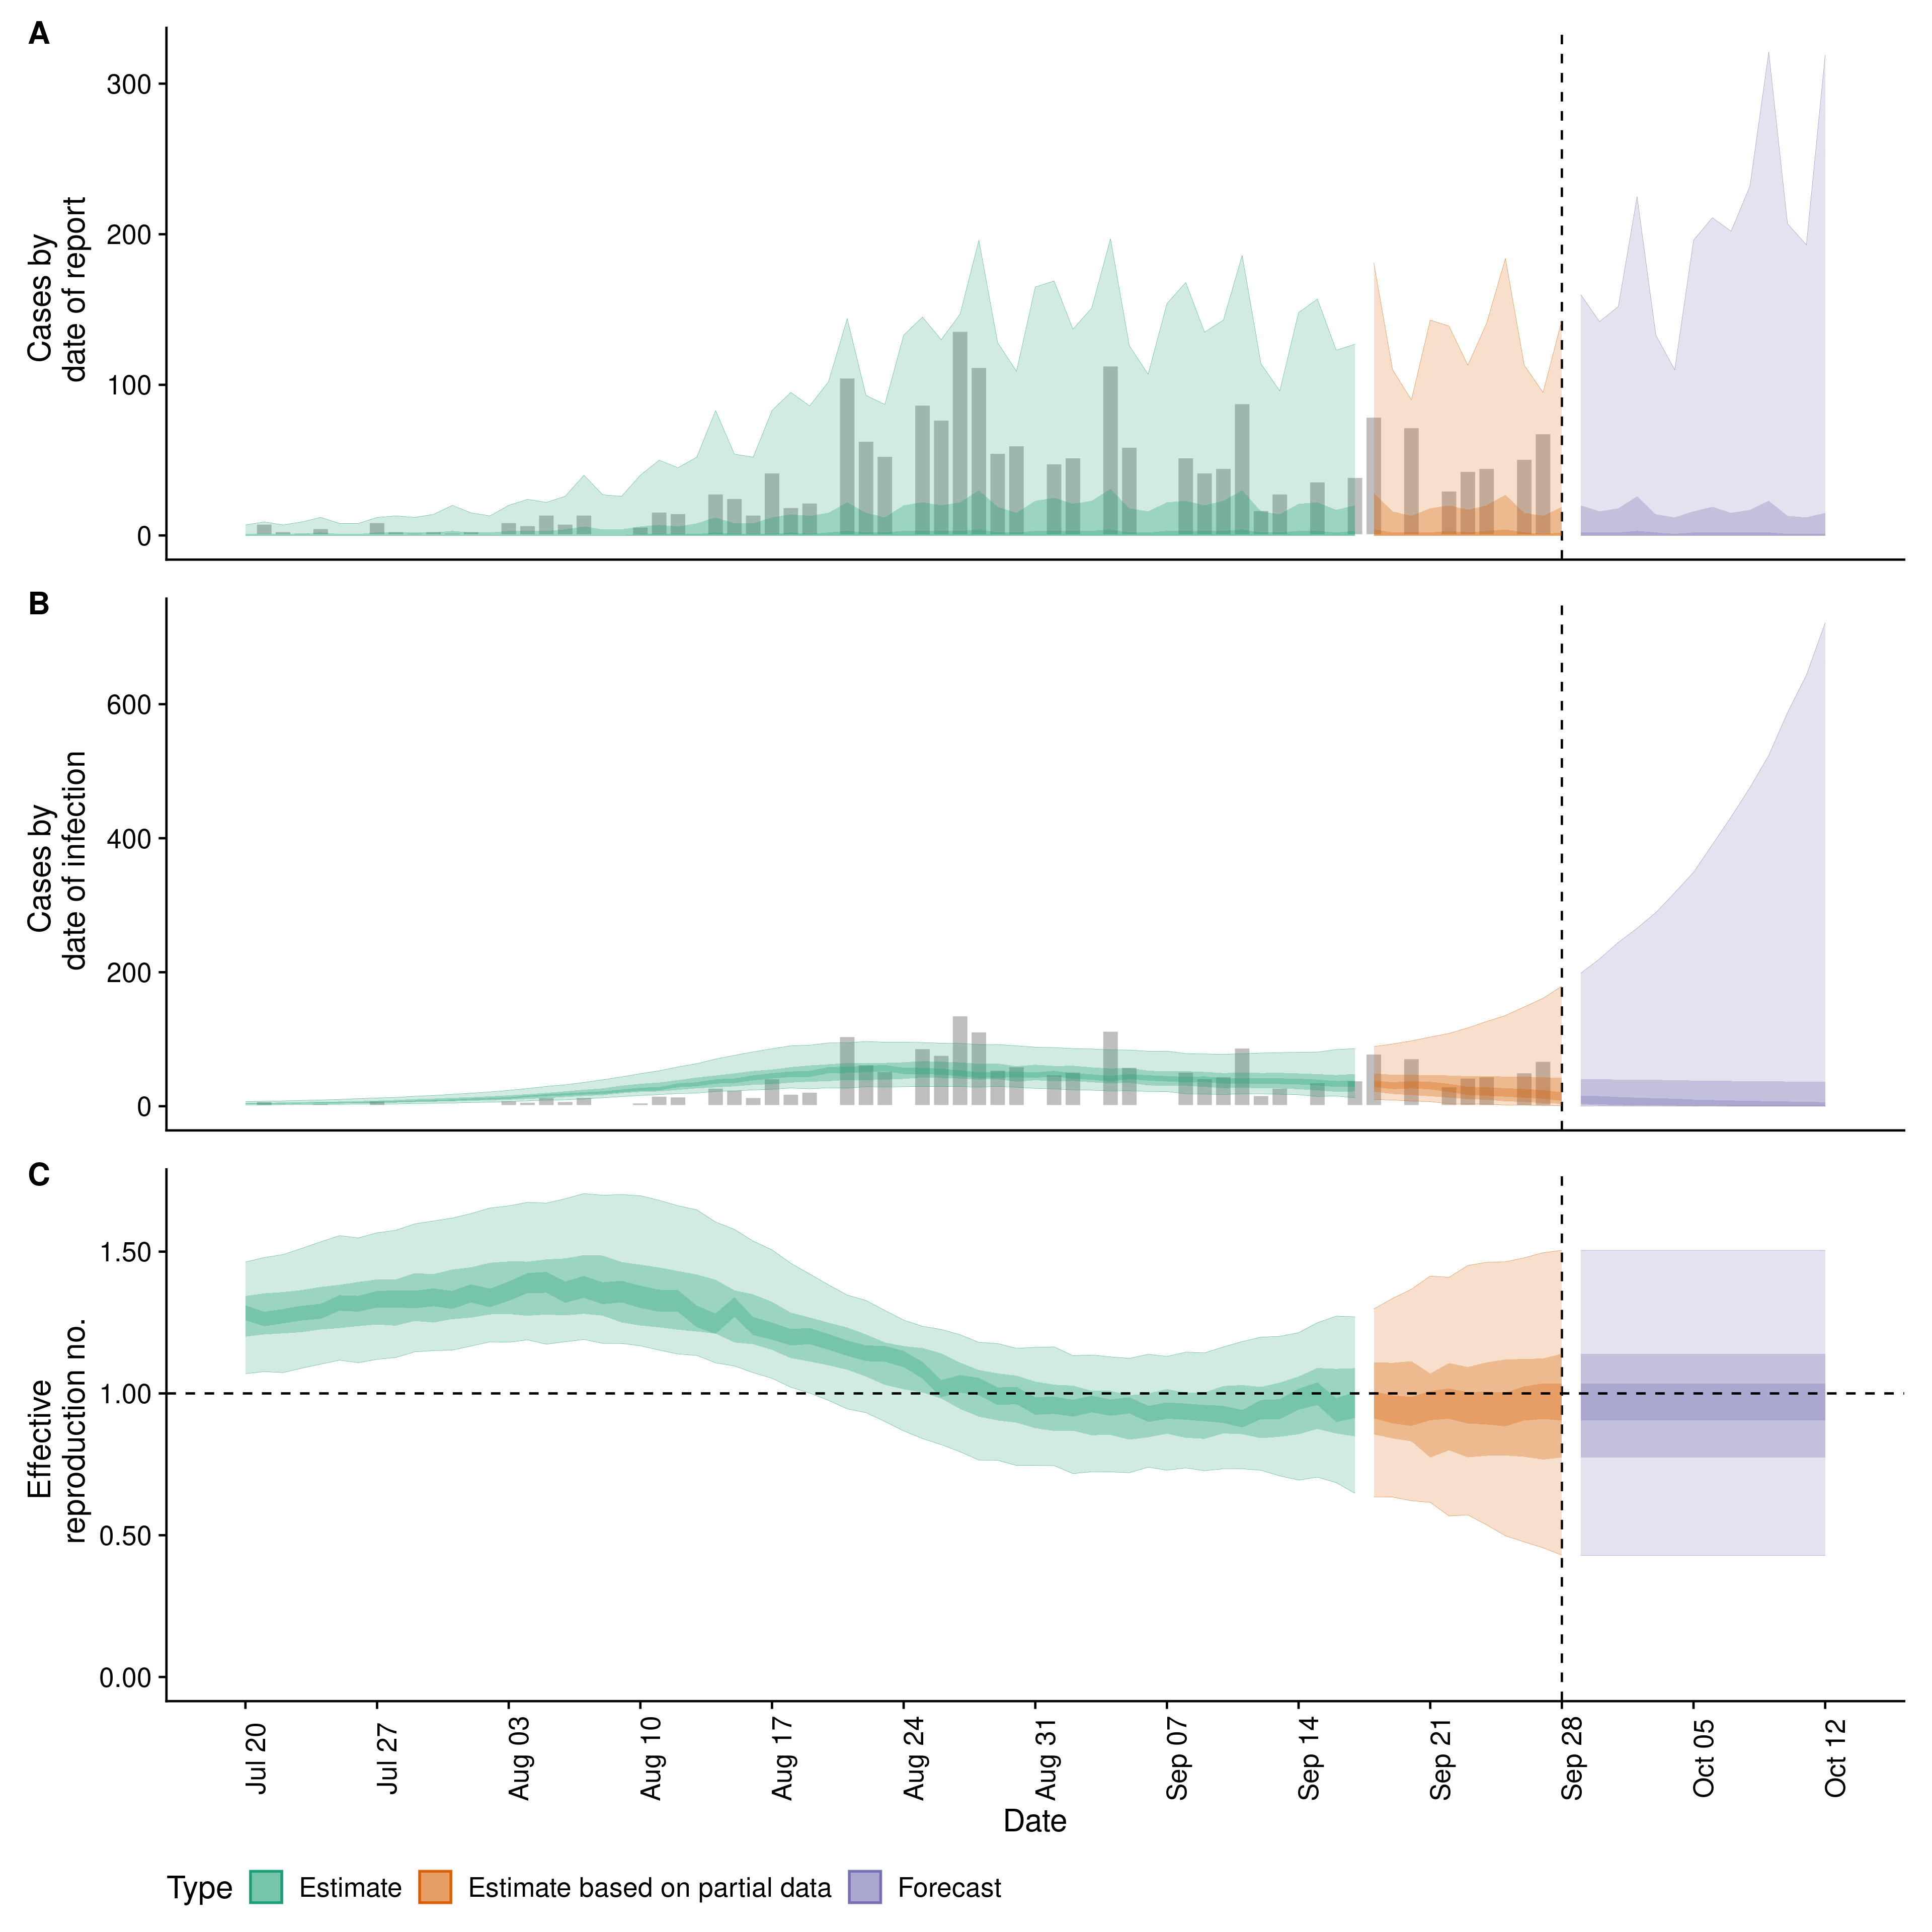 A
300
200
100
0
Cases by
date of report
B
600
400
200
0
Cases by
date of infection
C
1.50
1.00
0.50
0.00
Effective
reproduction no.
Jul 20
Jul 27
Aug 03
Aug 10
Aug 17
Aug 24
Aug 31
Sep 07
Sep 14
Sep 21
Sep 28
Oct 05
Oct 12
Date
Type Estimate Estimate based on partial data Forecast